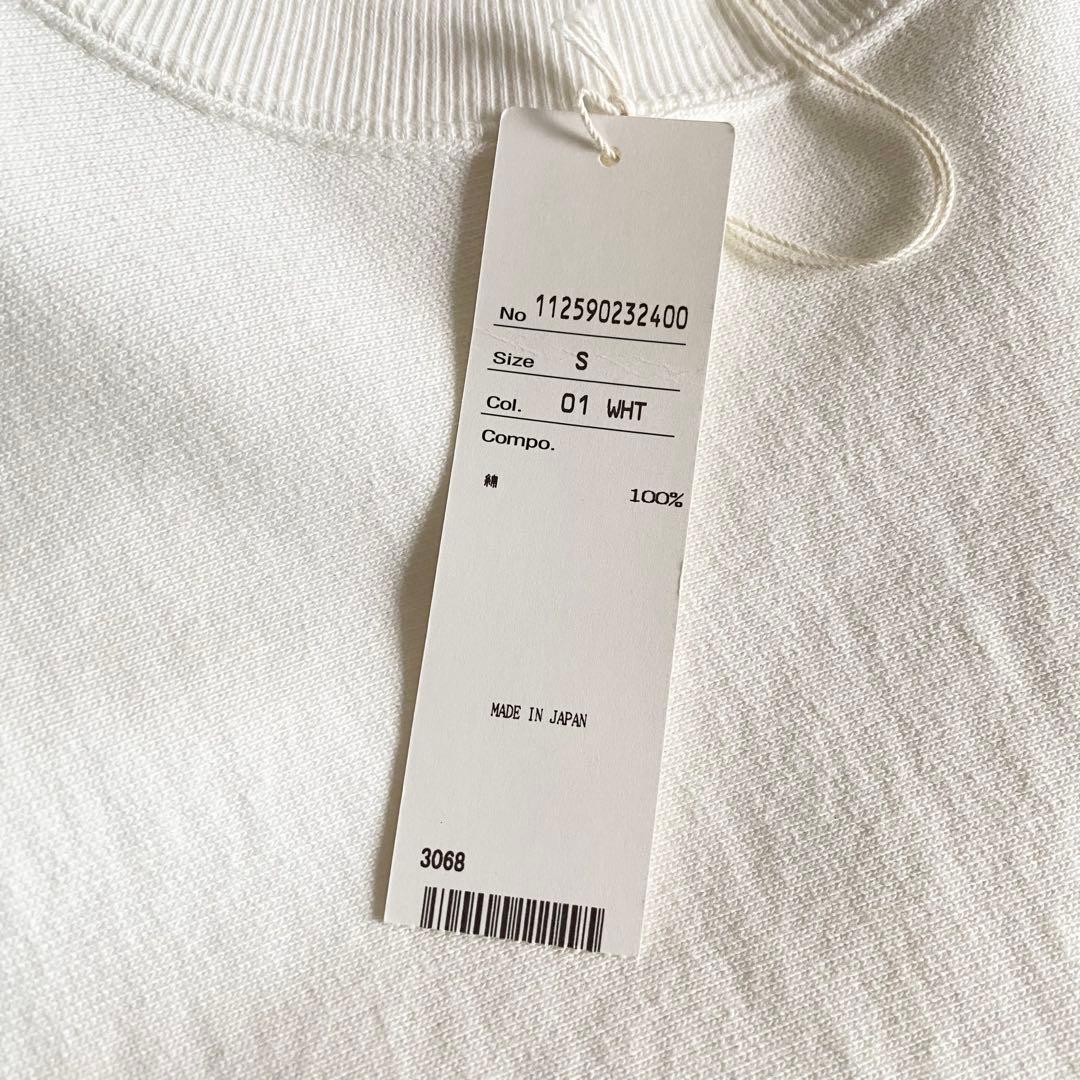 No 112590232400
Size S
Col. 01 WHT
Compo.
綿 100%
MADE IN JAPAN
3068